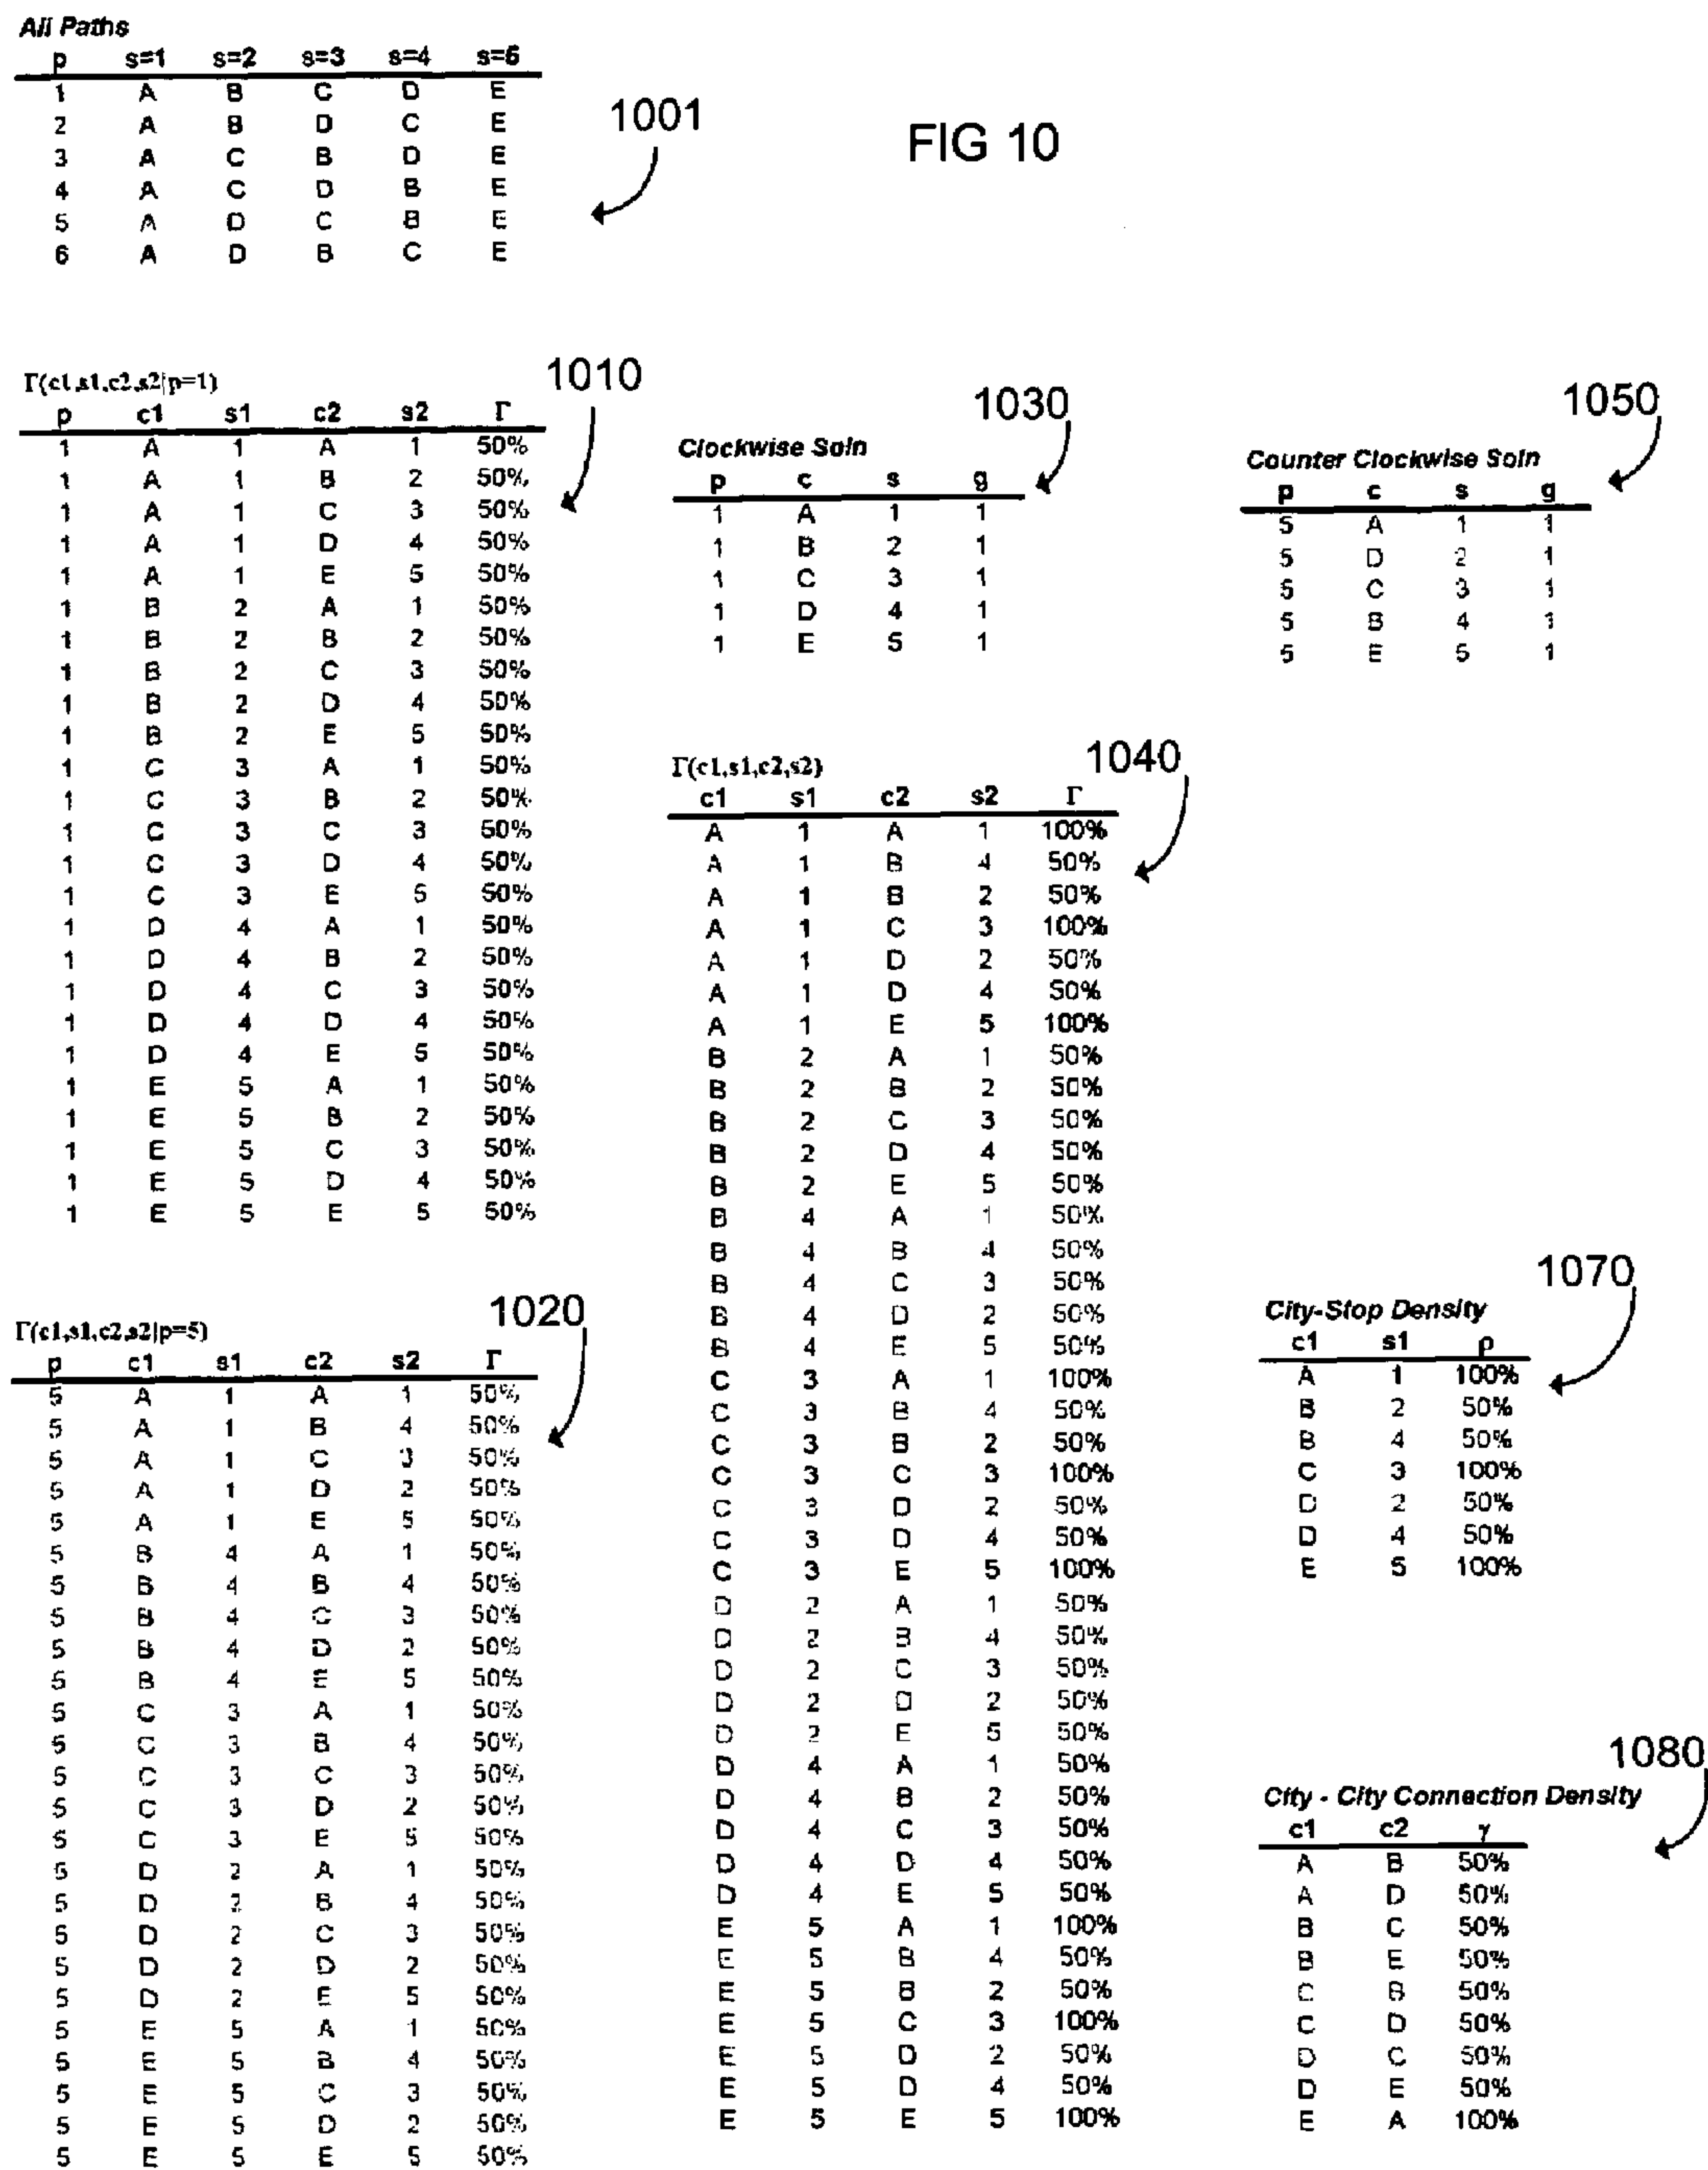 All Paths
p s=1 s=2 s=3 s=4 s=5
1 A B C D E
2 A B D C E
3 A C B D E
4 A C D B E
5 A D C B E
6 A D B C E
1001
FIG 10
Γ(c1,s1,c2,s2|p=1)
1010
p c1 s1 c2 s2 Γ
1 A 1 A 1 50%
1 A 1 B 2 50%
1 A 1 C 3 50%
1 A 1 D 4 50%
1 A 1 E 5 50%
1 B 2 A 1 50%
1 B 2 B 2 50%
1 B 2 C 3 50%
1 B 2 D 4 50%
1 B 2 E 5 50%
1 C 3 A 1 50%
1 C 3 B 2 50%
1 C 3 C 3 50%
1 C 3 D 4 50%
1 C 3 E 5 50%
1 D 4 A 1 50%
1 D 4 B 2 50%
1 D 4 C 3 50%
1 D 4 D 4 50%
1 D 4 E 5 50%
1 E 5 A 1 50%
1 E 5 B 2 50%
1 E 5 C 3 50%
1 E 5 D 4 50%
1 E 5 E 5 50%
1020
Γ(c1,s1,c2,s2|p=5)
p c1 s1 c2 s2 Γ
5 A 1 A 1 50%
5 A 1 B 4 50%
5 A 1 C 3 50%
5 A 1 D 2 50%
5 A 1 E 5 50%
5 B 4 A 1 50%
5 B 4 B 4 50%
5 B 4 C 3 50%
5 B 4 D 2 50%
5 B 4 E 5 50%
5 C 3 A 1 50%
5 C 3 B 4 50%
5 C 3 C 3 50%
5 C 3 D 2 50%
5 C 3 E 5 50%
5 D 2 A 1 50%
5 D 2 B 4 50%
5 D 2 C 3 50%
5 D 2 D 2 50%
5 D 2 E 5 50%
5 E 5 A 1 50%
5 E 5 B 4 50%
5 E 5 C 3 50%
5 E 5 D 2 50%
5 E 5 E 5 50%
1030
Clockwise Soln
p c s g
1 A 1 1
1 B 2 1
1 C 3 1
1 D 4 1
1 E 5 1
1040
Γ(c1,s1,c2,s2)
c1 s1 c2 s2 Γ
A 1 A 1 100%
A 1 B 4 50%
A 1 B 2 50%
A 1 C 3 100%
A 1 D 2 50%
A 1 D 4 50%
A 1 E 5 100%
B 2 A 1 50%
B 2 B 2 50%
B 2 C 3 50%
B 2 D 4 50%
B 2 E 5 50%
B 4 A 1 50%
B 4 B 4 50%
B 4 C 3 50%
B 4 D 2 50%
B 4 E 5 50%
C 3 A 1 100%
C 3 B 4 50%
C 3 B 2 50%
C 3 C 3 100%
C 3 D 2 50%
C 3 D 4 50%
C 3 E 5 100%
D 2 A 1 50%
D 2 B 4 50%
D 2 C 3 50%
D 2 D 2 50%
D 2 E 5 50%
D 4 A 1 50%
D 4 B 2 50%
D 4 C 3 50%
D 4 D 4 50%
D 4 E 5 50%
E 5 A 1 100%
E 5 B 4 50%
E 5 B 2 50%
E 5 C 3 100%
E 5 D 2 50%
E 5 D 4 50%
E 5 E 5 100%
1050
Counter Clockwise Soln
p c s g
5 A 1 1
5 D 2 1
5 C 3 1
5 B 4 1
5 E 5 1
1070
City-Stop Density
c1 s1 ρ
A 1 100%
B 2 50%
B 4 50%
C 3 100%
D 2 50%
D 4 50%
E 5 100%
1080
City - City Connection Density
c1 c2 γ
A B 50%
A D 50%
B C 50%
B E 50%
C B 50%
C D 50%
D C 50%
D E 50%
E A 100%